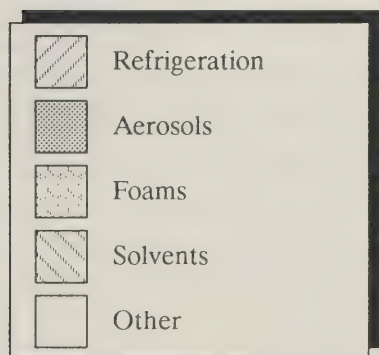 Refrigeration
Aerosols
Foams
Solvents
Other